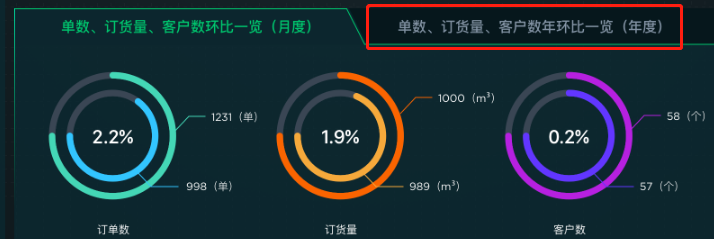 单数、订货量、客户数环比一览（月度）
单数、订货量、客户数年环比一览（年度）
2.2%
1231（单）
998（单）
订单数
1.9%
1000（m³）
989（m³）
订货量
0.2%
58（个）
57（个）
客户数